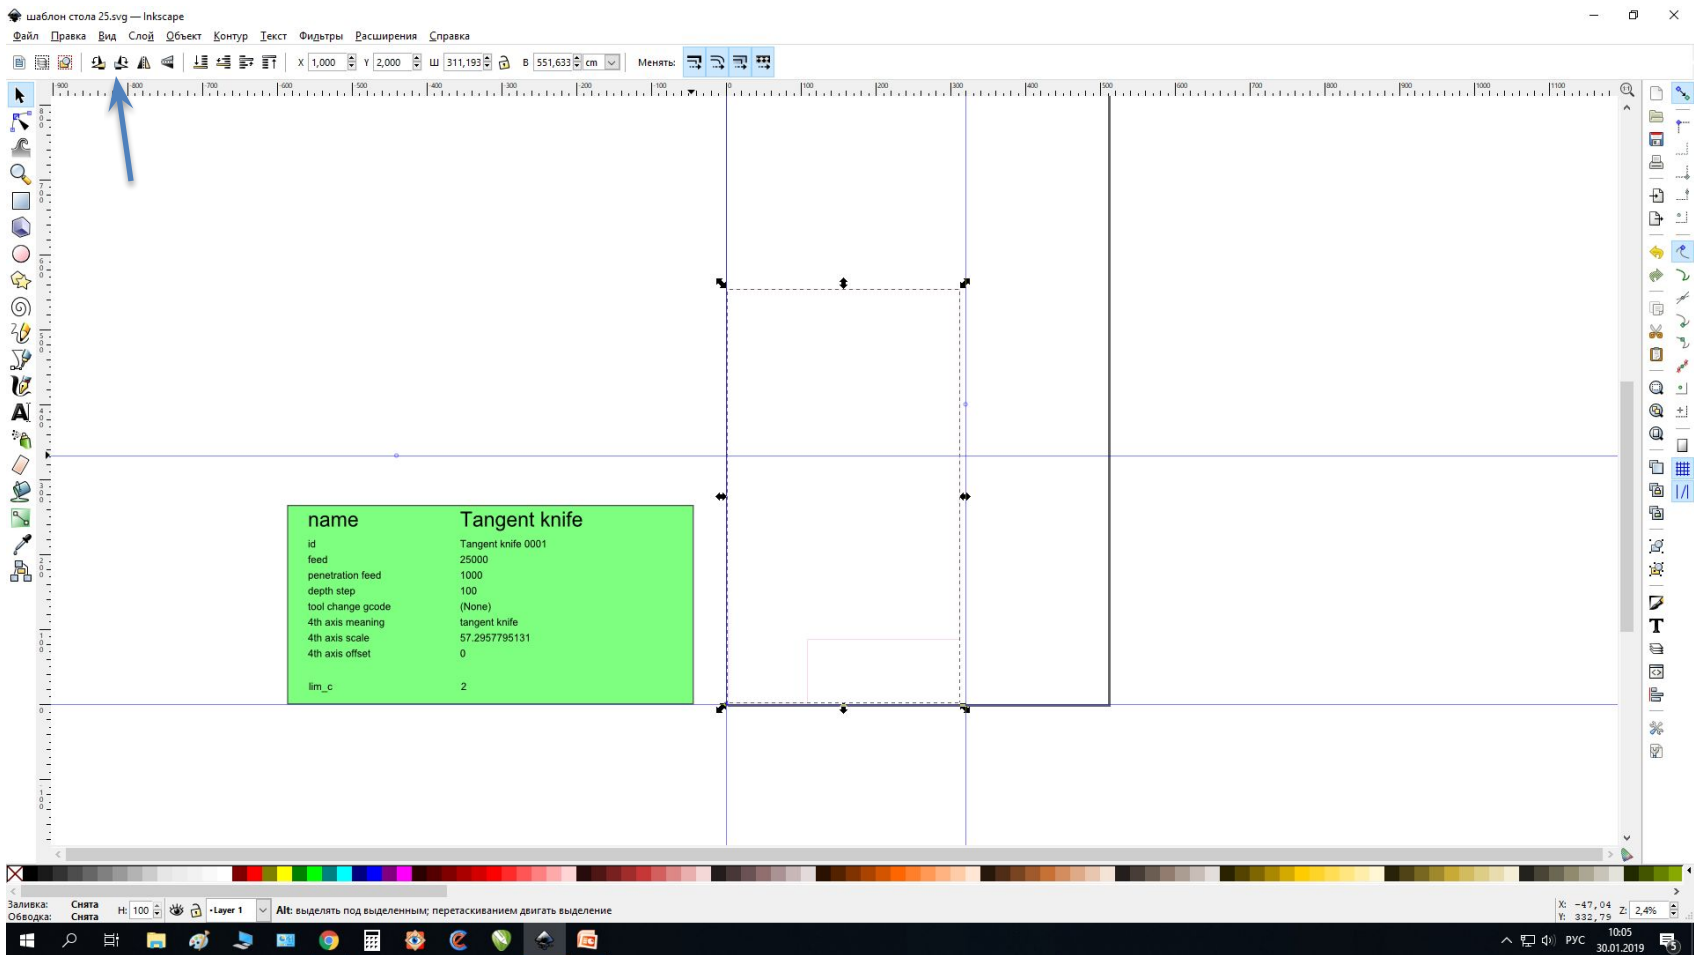 шаблон стола 25.svg — Inkscape
Файл Правка Вид Слой Объект Контур Текст Фильтры Расширения Справка
X 1,000 Y 2,000 Ш 311,193 В 551,633 cm Менять:
name Tangent knife
id Tangent knife 0001
feed 25000
penetration feed 1000
depth step 100
tool change gcode (None)
4th axis meaning tangent knife
4th axis scale 57.2957795131
4th axis offset 0
lim_c 2
Заливка: Снята
Обводка: Снята
Н: 100
•Layer 1
Alt: выделять под выделенным; перетаскиванием двигать выделение
X: -47,04
Y: 332,79
Z: 2,4%
РУС
10:05
30.01.2019